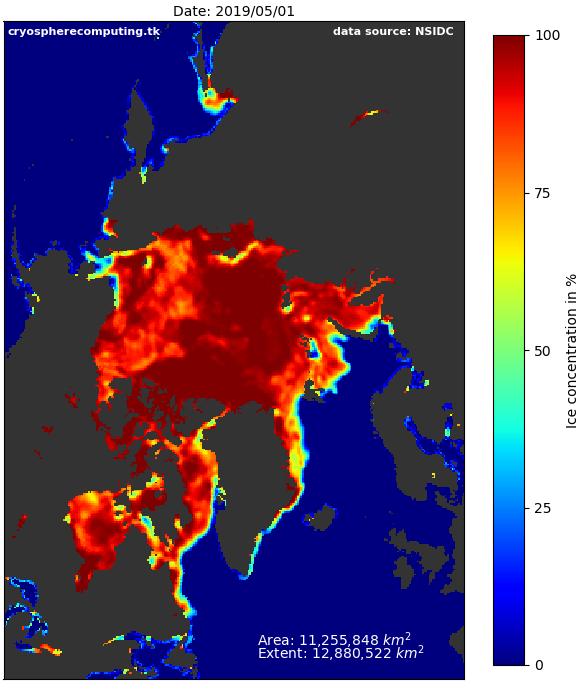 Date: 2019/05/01
cryospherecomputing.tk
data source: NSIDC
100
75
50
25
0
Ice concentration in %
Area: 11,255,848 km²
Extent: 12,880,522 km²